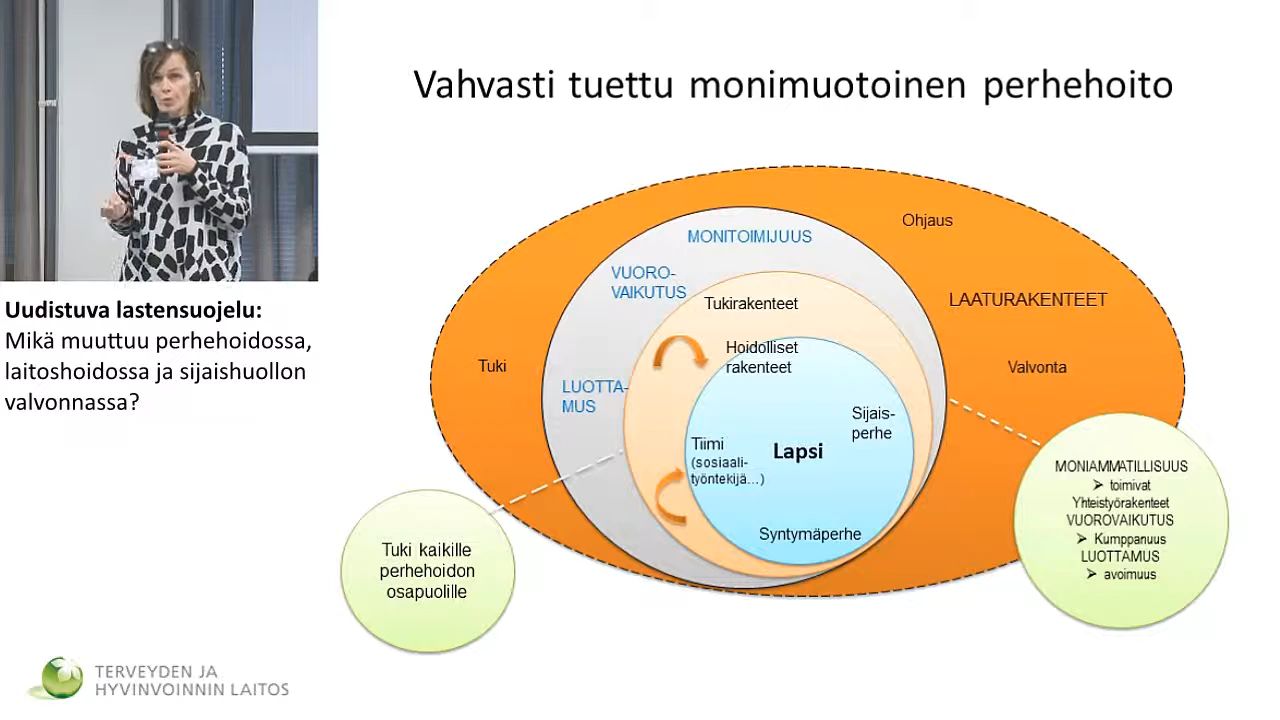 Vahvasti tuettu monimuotoinen perhehoito
Uudistuva lastensuojelu:
Mikä muuttuu perhehoidossa,
laitoshoidossa ja sijaishuollon
valvonnassa?
Ohjaus
MONITOIMIJUUS
VUORO-
VAIKUTUS
Tukirakenteet
LAATURAKENTEET
Hoidolliset
rakenteet
Tuki
Valvonta
LUOTTA-
MUS
Sijais-
perhe
Tiimi
(sosiaali-
työntekijä...)
Lapsi
Syntymäperhe
MONIAMMATILLISUUS
➢ toimivat
Yhteistyörakenteet
VUOROVAIKUTUS
➢ Kumppanuus
LUOTTAMUS
➢ avoimuus
Tuki kaikille
perhehoidon
osapuolille
TERVEYDEN JA
HYVINVOINNIN LAITOS